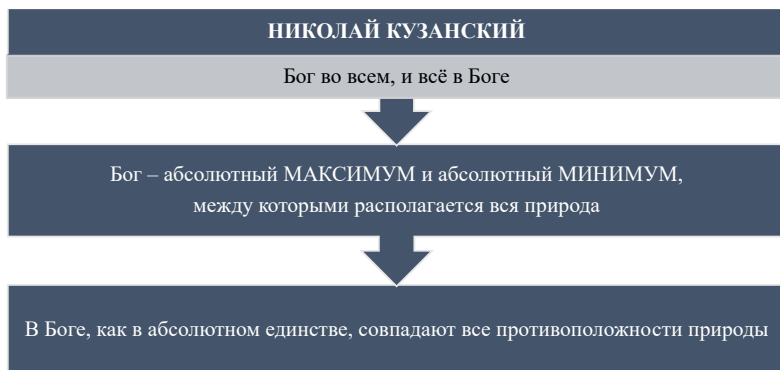 НИКОЛАЙ КУЗАНСКИЙ
Бог во всем, и всё в Боге
Бог – абсолютный МАКСИМУМ и абсолютный МИНИМУМ,
между которыми располагается вся природа
В Боге, как в абсолютном единстве, совпадают все противоположности природы